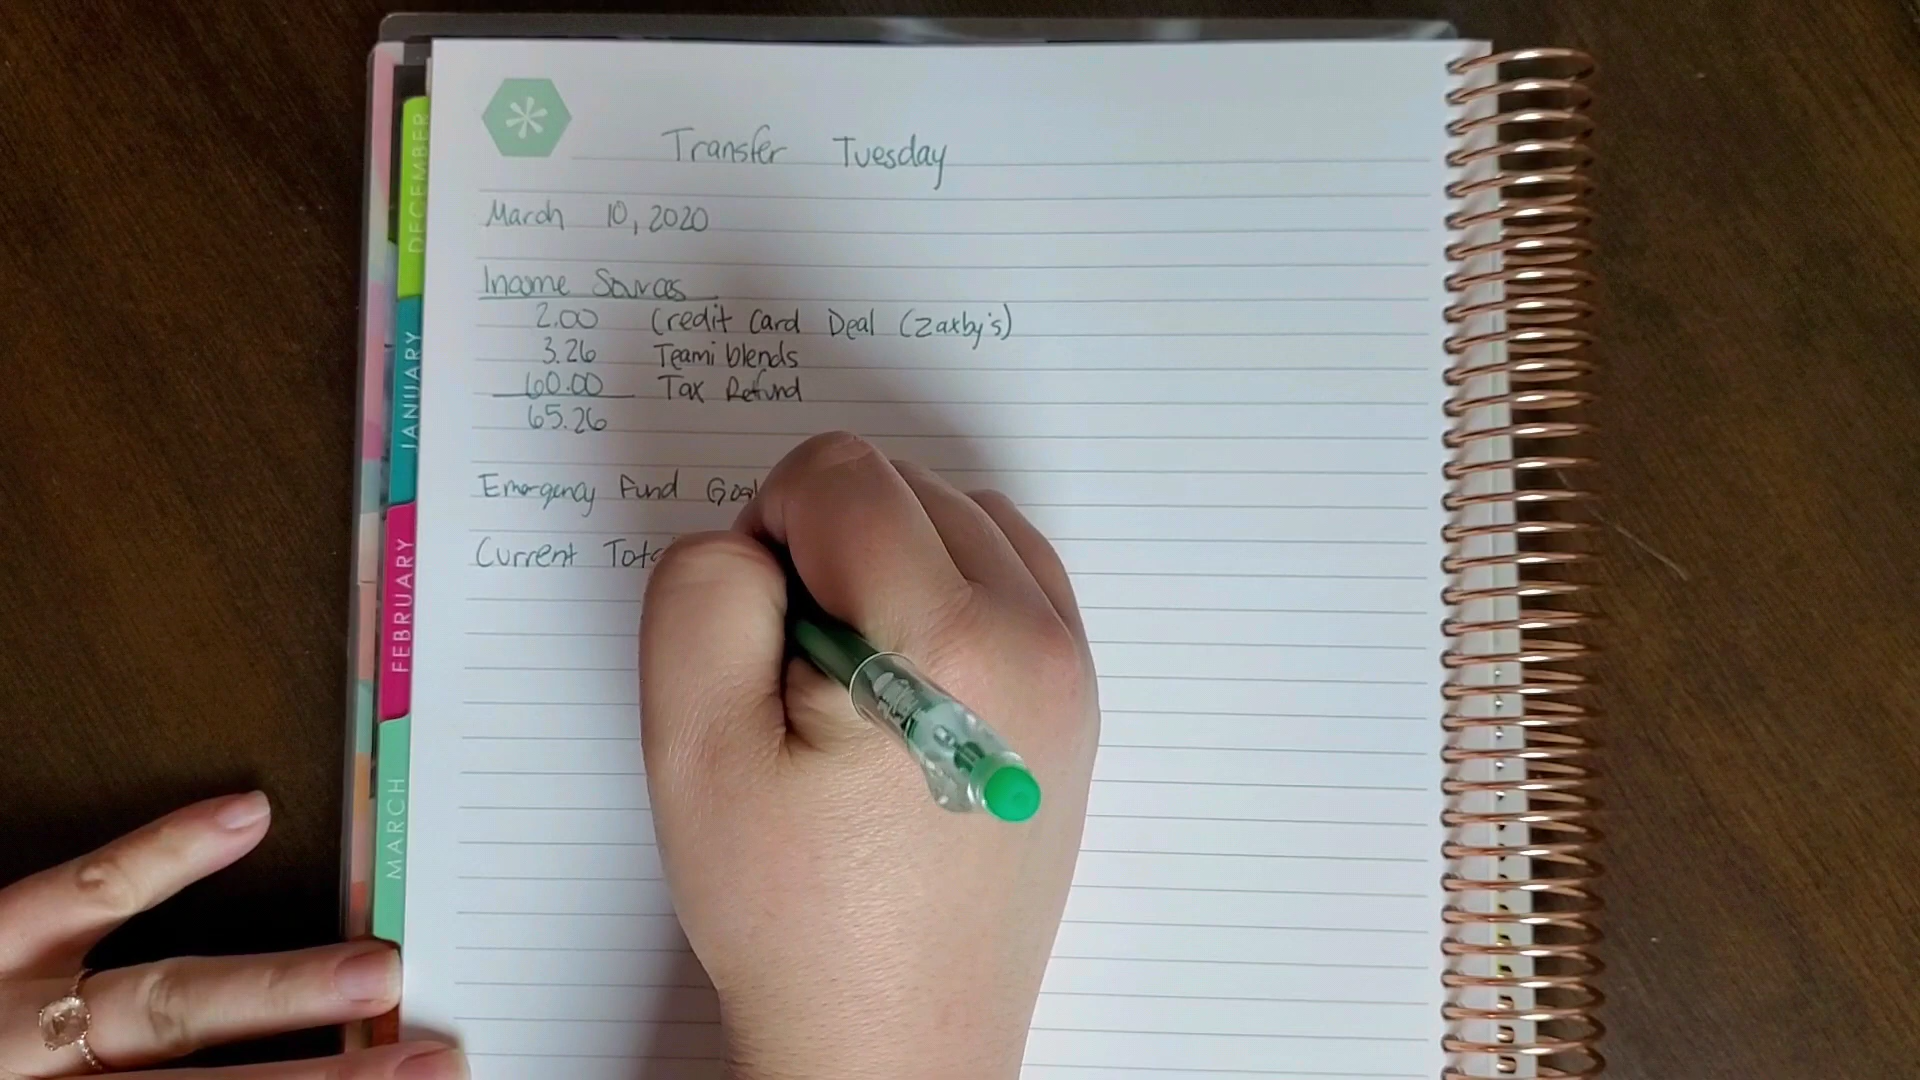 Transfer Tuesday
March 10, 2020
Income Sources
2.00 Credit Card Deal (Zaxby's)
3.26 Teami blends
60.00 Tax Refund
65.26
Emergency Fund Goal
Current
DECEMBER
JANUARY
FEBRUARY
MARCH